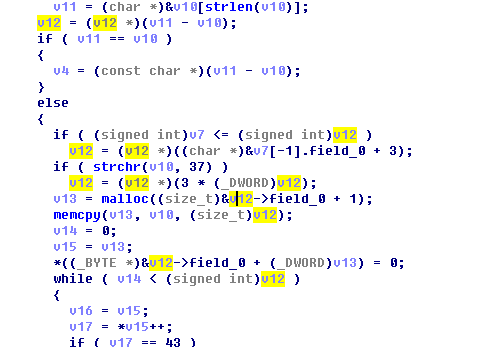 v11 = (char *)&v10[strlen(v10)];
v12 = (v12 *)(v11 - v10);
if ( v11 == v10 )
{
v4 = (const char *)(v11 - v10);
}
else
{
if ( (signed int)v7 <= (signed int)v12 )
v12 = (v12 *)((char *)&v7[-1].field_0 + 3);
if ( strchr(v10, 37) )
v12 = (v12 *)(3 * (_DWORD)v12);
v13 = malloc((size_t)&v12->field_0 + 1);
memcpy(v13, v10, (size_t)v12);
v14 = 0;
v15 = v13;
*((_BYTE *)&v12->field_0 + (_DWORD)v13) = 0;
while ( v14 < (signed int)v12 )
{
v16 = v15;
v17 = *v15++;
if ( v17 == 43 )